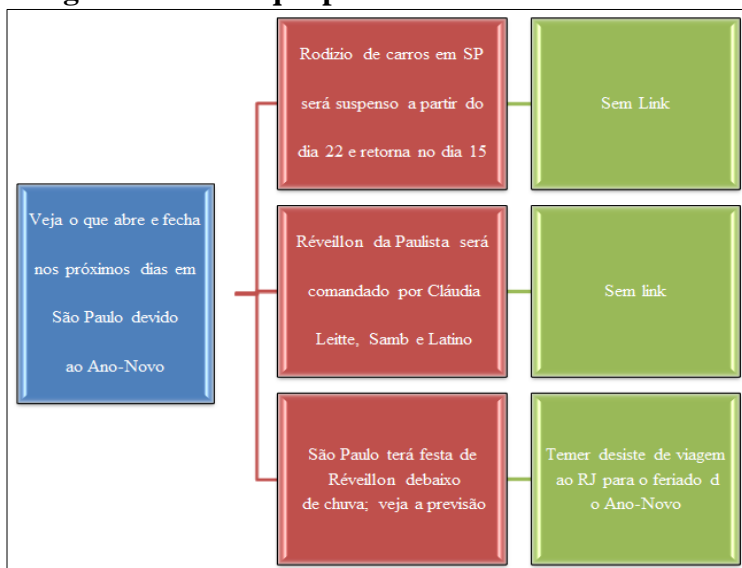 Veja o que abre e fecha
nos próximos dias em
São Paulo devido
ao Ano-Novo
Rodízio de carros em SP
será suspenso a partir do
dia 22 e retorna no dia 15
Sem Link
Réveillon da Paulista será
comandado por Cláudia
Leitte, Samb e Latino
Sem link
São Paulo terá festa de
Réveillon debaixo
de chuva; veja a previsão
Temer desiste de viagem
ao RJ para o feriado d
o Ano-Novo